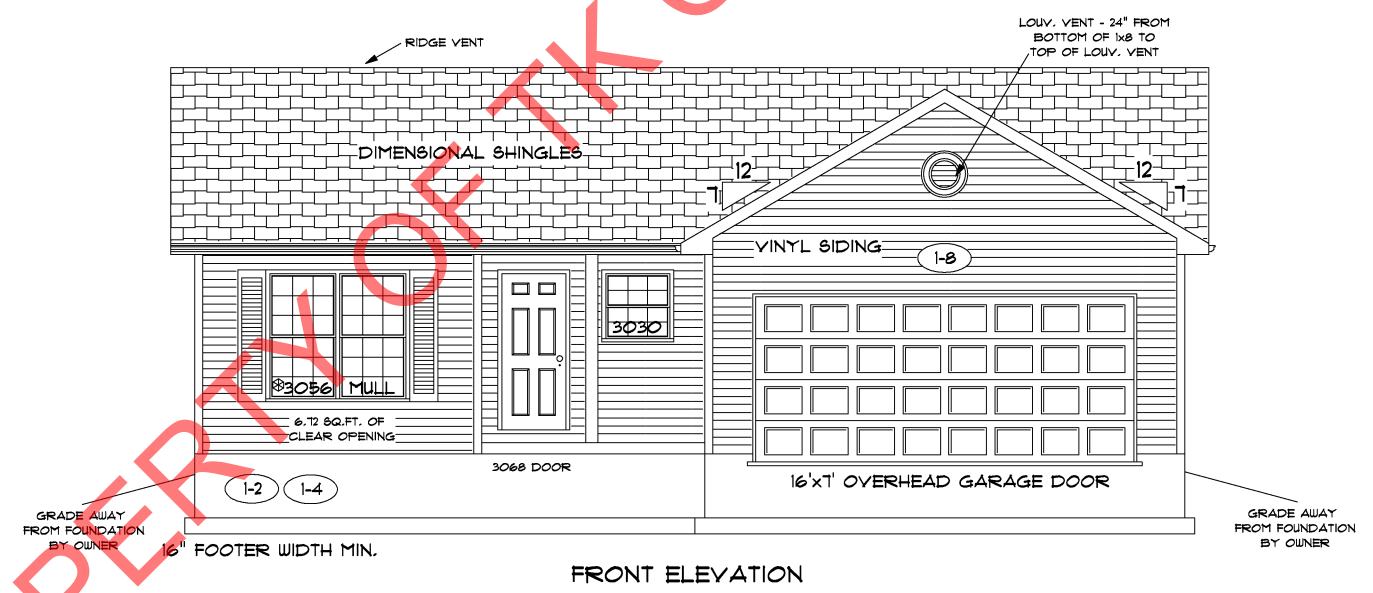 LOUV. VENT - 24" FROM
BOTTOM OF 1x8 TO
TOP OF LOUV. VENT
RIDGE VENT
DIMENSIONAL SHINGLES
12
7
12
7
VINYL SIDING
1-8
3030
3056 MULL
6.72 SQ.FT. OF
CLEAR OPENING
3068 DOOR
16'x7' OVERHEAD GARAGE DOOR
1-2
1-4
GRADE AWAY
FROM FOUNDATION
BY OWNER
GRADE AWAY
FROM FOUNDATION
BY OWNER
16" FOOTER WIDTH MIN.
FRONT ELEVATION
PERTY OF TK